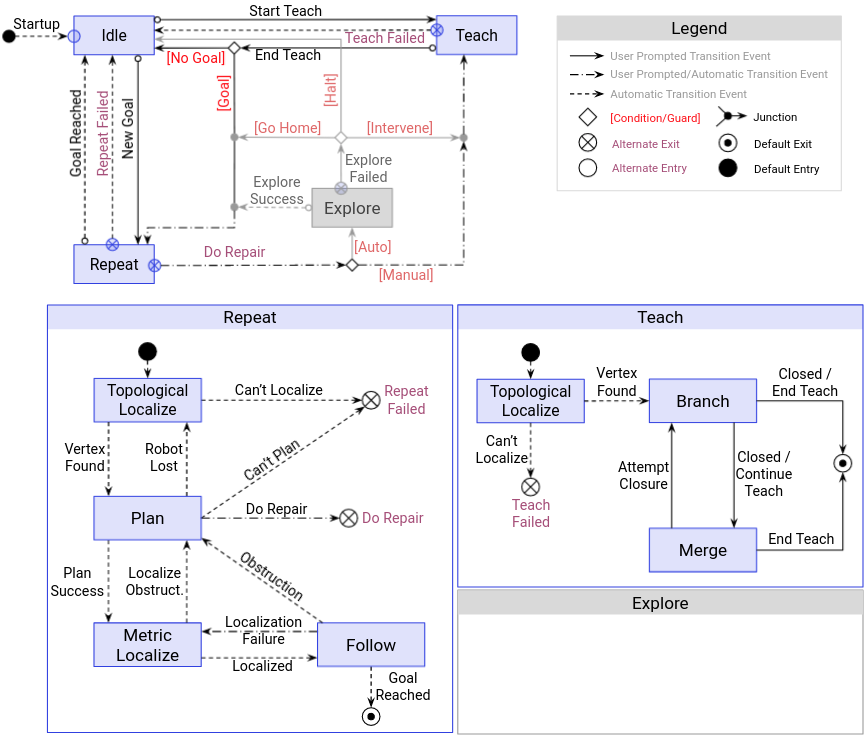 Startup
Idle
Start Teach
Teach Failed
End Teach
Teach
[No Goal]
[Goal]
[Halt]
[Go Home]
[Intervene]
Goal Reached
Repeat Failed
New Goal
Explore
Failed
Explore
Success
Explore
[Auto]
[Manual]
Repeat
Do Repair
Legend
User Prompted Transition Event
User Prompted/Automatic Transition Event
Automatic Transition Event
[Condition/Guard]
Junction
Alternate Exit
Default Exit
Alternate Entry
Default Entry
Repeat
Topological
Localize
Can't Localize
Repeat
Failed
Vertex
Found
Robot
Lost
Can't Plan
Plan
Do Repair
Do Repair
Plan
Success
Localize
Obstruct.
Obstruction
Metric
Localize
Localization
Failure
Localized
Follow
Goal
Reached
Teach
Topological
Localize
Vertex
Found
Branch
Closed /
End Teach
Can't
Localize
Teach
Failed
Attempt
Closure
Closed /
Continue
Teach
Merge
End Teach
Explore